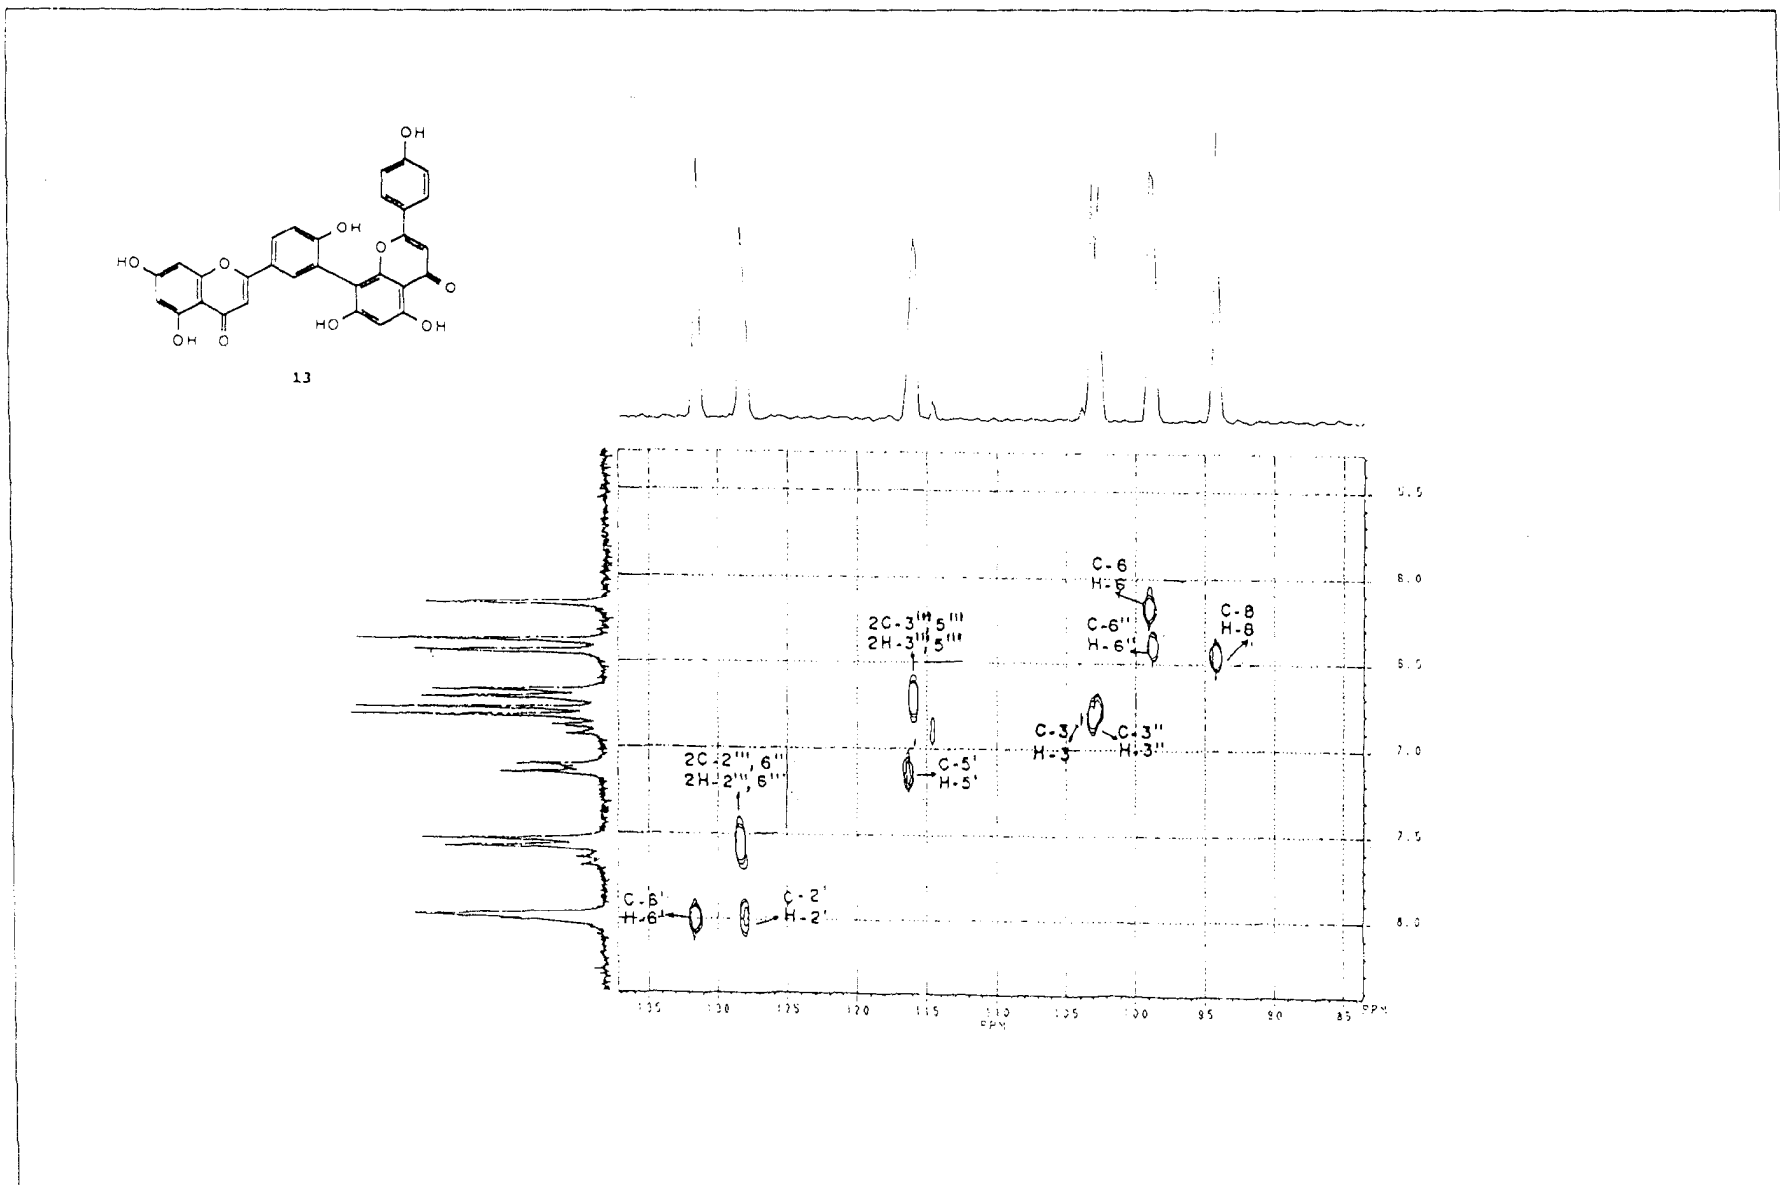 OH
OH
HO
O
O
O
HO
OH
OH
O
13
5.5
C-6
H-6
6.0
2C-3''',5'''
2H-3''',5'''
C-6''
H-6''
C-8
H-8
6.5
C-3
H-3
C-3''
H-3''
7.0
2C-2''',6''
2H-2''',6'''
C-5'
H-5'
7.5
C-6'
H-6'
C-2'
H-2'
8.0
135 130 125 120 115 110 105 100 95 90 85 PPM
PPM